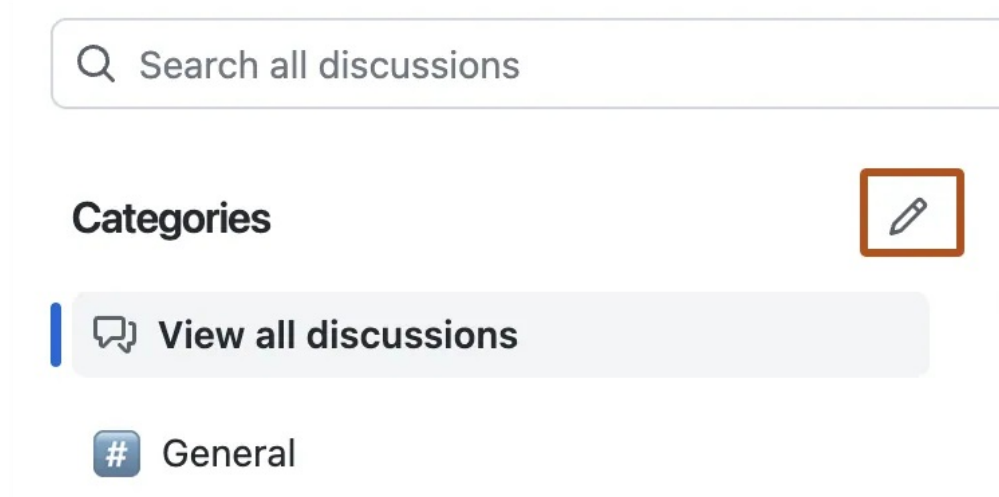 Search all discussions
Categories
View all discussions
# General